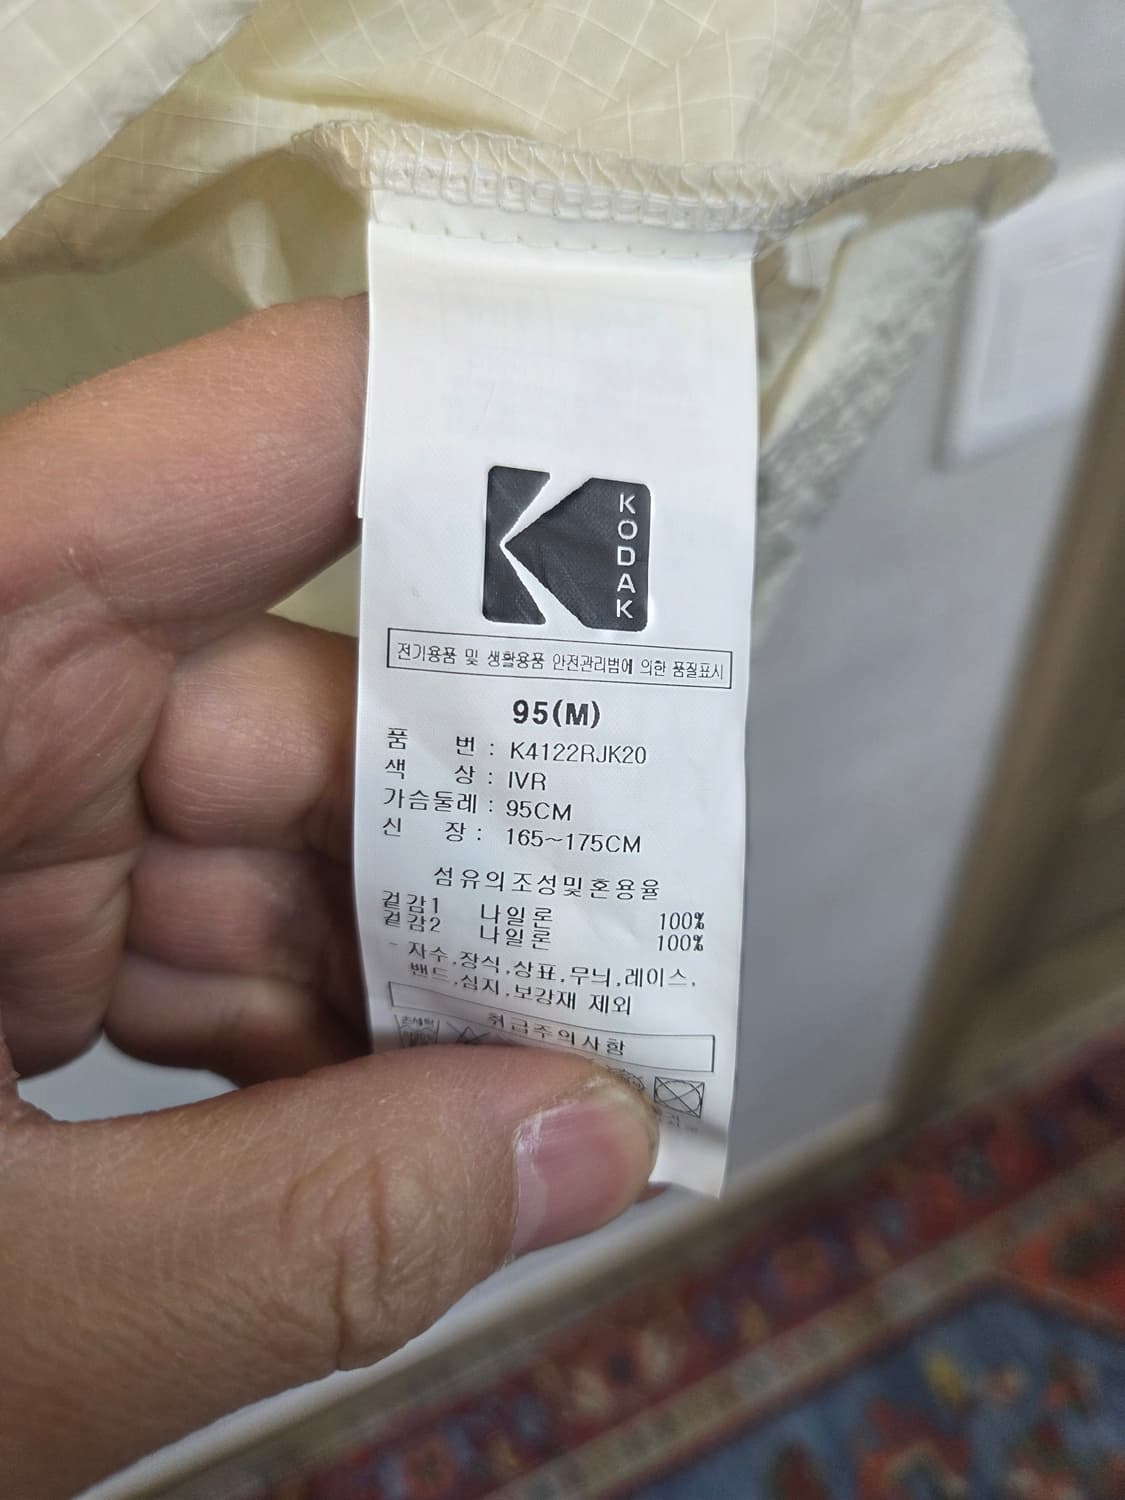 KODAK
전기용품 및 생활용품 안전관리법에 의한 품질표시
95(M)
품 번 : K4122RJK20
색 상 : IVR
가슴둘레 : 95CM
신 장 : 165~175CM
섬유의조성및혼용율
겉감1 나일론 100%
겉감2 나일론 100%
- 자수,장식,상표,무늬,레이스,
밴드,심지,보강재 제외
취급주의사항
손세탁